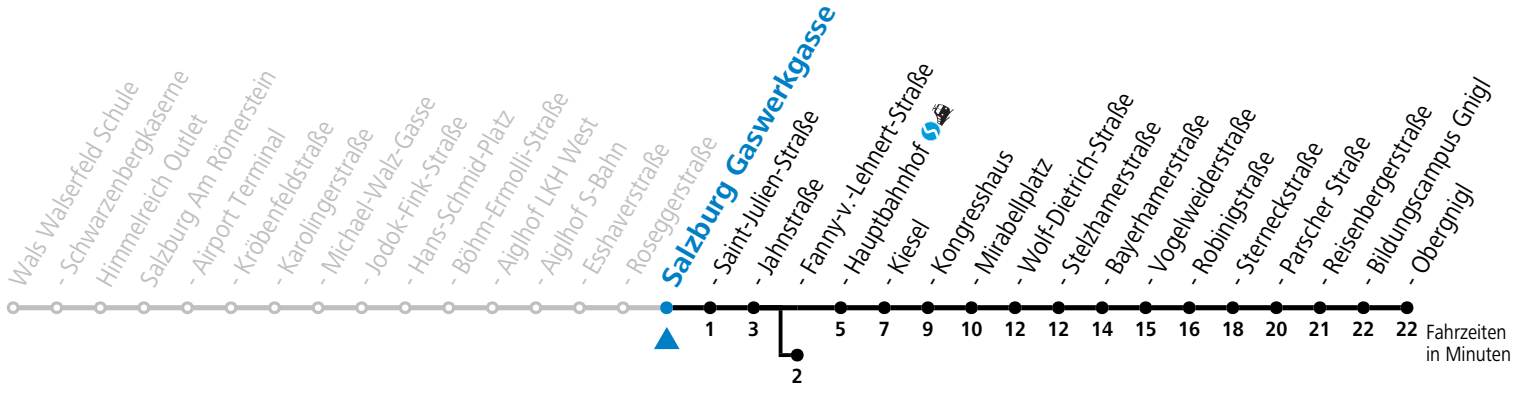 Wals Walserfeld Schule
- Schwarzenbergkaserne
Himmelreich Outlet
Salzburg Am Römerstein
- Airport Terminal
- Kröbenfeldstraße
- Karolingerstraße
- Michael-Walz-Gasse
- Jodok-Fink-Straße
- Hans-Schmid-Platz
- Böhm-Ermolli-Straße
- Aiglhof LKH West
- Aiglhof S-Bahn
- Esshaverstraße
- Roseggerstraße
Salzburg Gaswerkgasse
- Saint-Julien-Straße
- Jahnstraße
- Fanny-v.-Lehnert-Straße
- Hauptbahnhof
- Kiesel
- Kongresshaus
- Mirabellplatz
- Wolf-Dietrich-Straße
- Stelzhamerstraße
- Bayerhamerstraße
- Vogelweiderstraße
- Robinigstraße
- Sterneckstraße
- Parscher Straße
- Reisenbergerstraße
- Bildungscampus Gnigl
- Obergnigl
1 3 5 7 9 10 12 12 14 15 16 18 20 21 22 22 Fahrzeiten
in Minuten
2